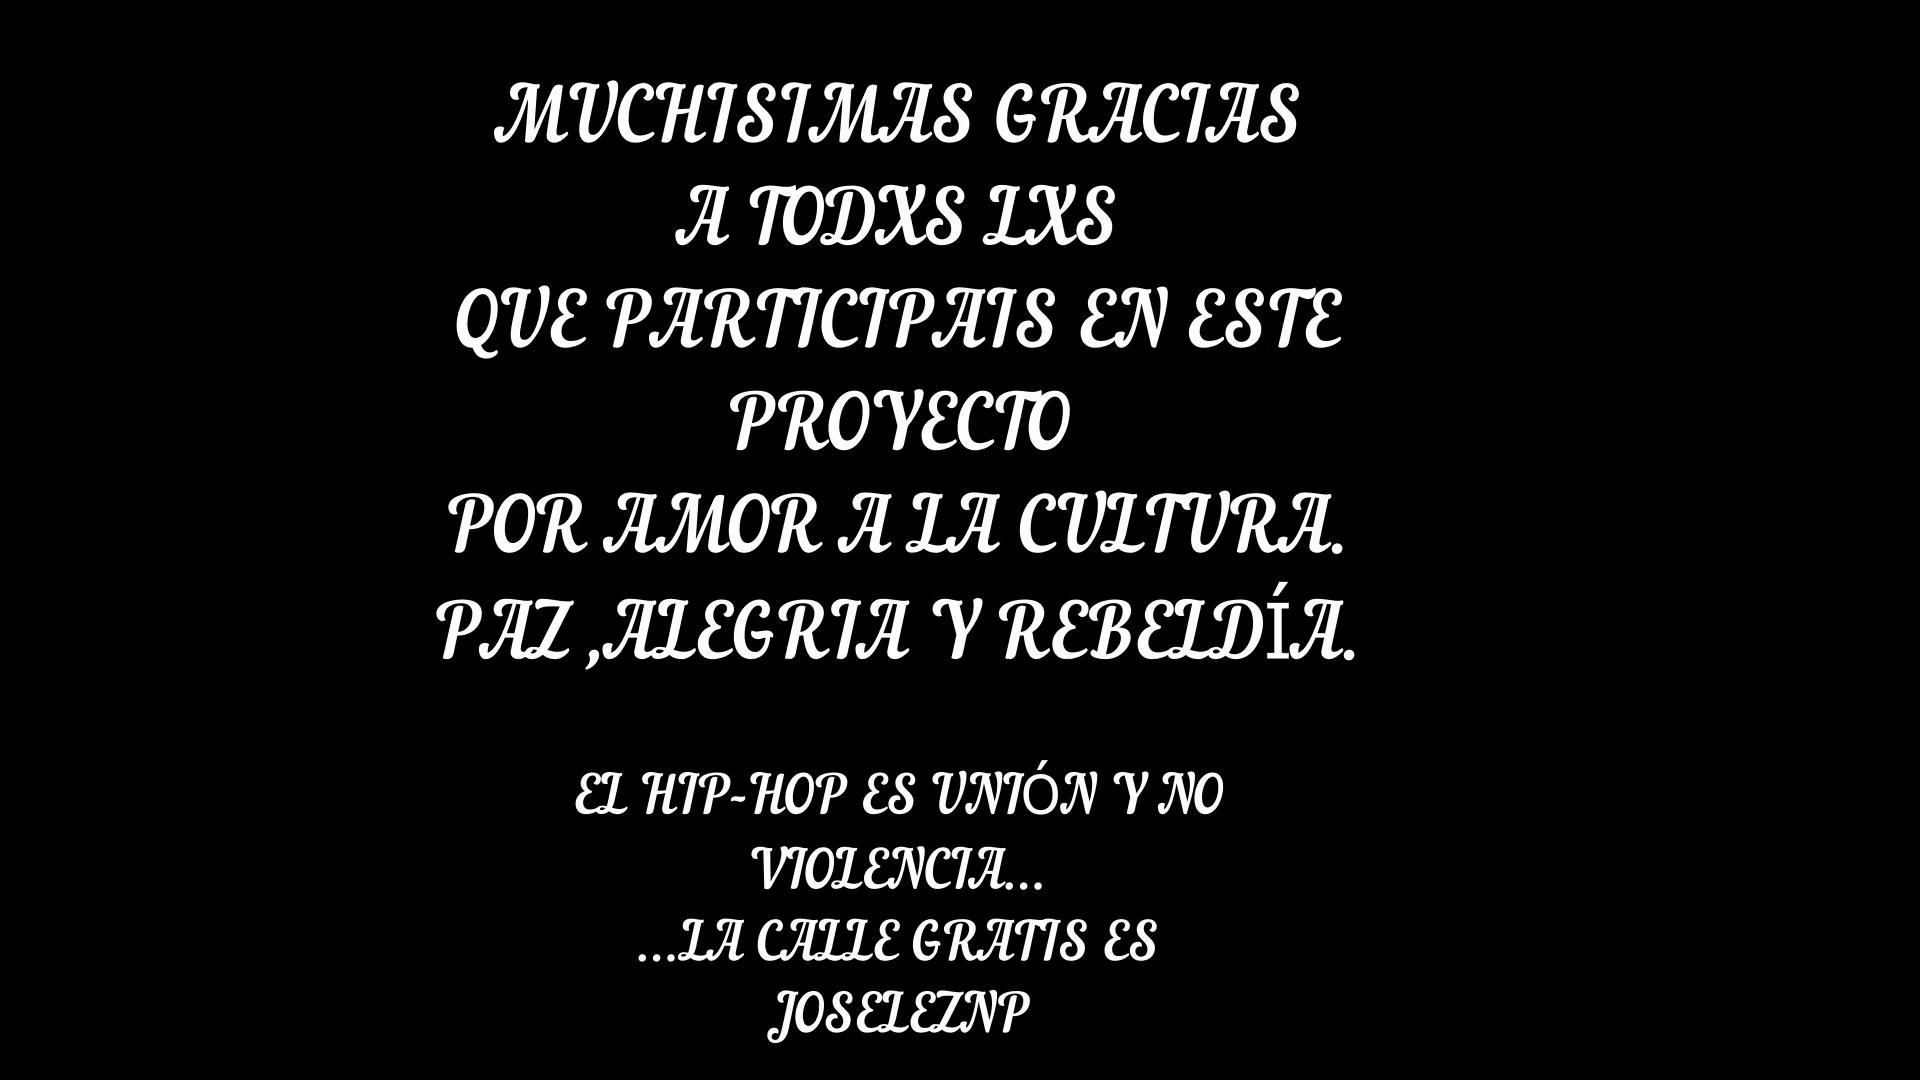 MUCHISIMAS GRACIAS
A TODXS LXS
QUE PARTICIPAIS EN ESTE
PROYECTO
POR AMOR A LA CULTURA.
PAZ ,ALEGRIA Y REBELDÍA.
EL HIP-HOP ES UNIÓN Y NO
VIOLENCIA...
...LA CALLE GRATIS ES
JOSELEZNP